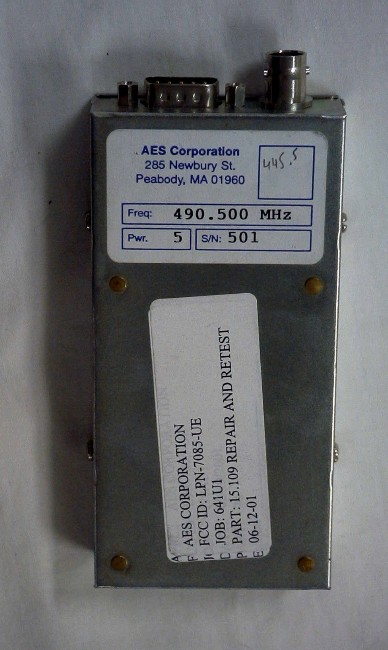 AES Corporation
285 Newbury St.
Peabody, MA 01960
445.5
Freq: 490.500 MHz
Pwr. 5 S/N: 501
AES CORPORATION
FCC ID: LPN-7085-UE
JOB: 641U1
PART: 15.109 REPAIR AND RETEST
06-12-01